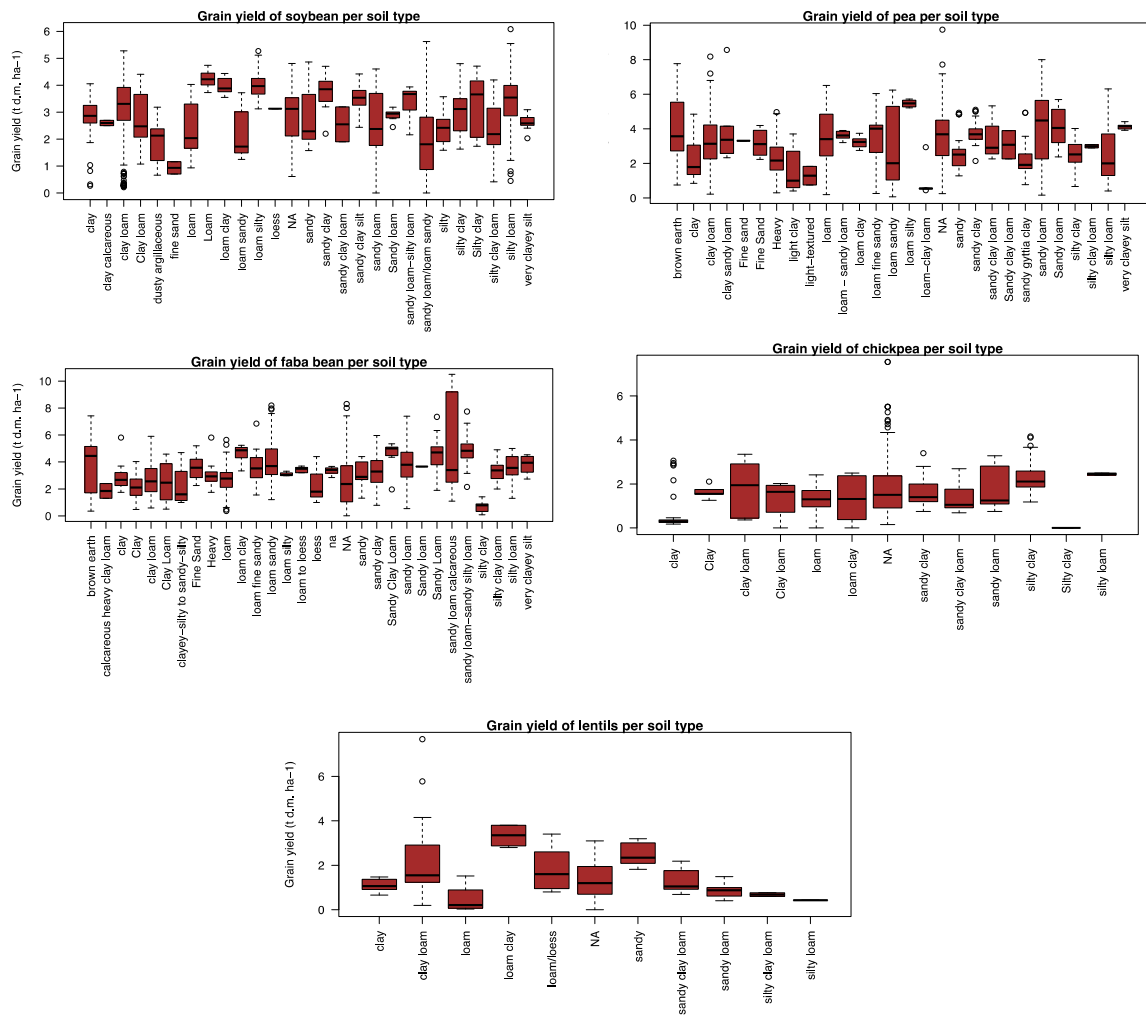 Grain yield of soybean per soil type
Grain yield (t d.m. ha−1)
6
5
4
3
2
1
0
clay
clay calcareous
clay loam
Clay loam
dusty argillaceous
fine sand
loam
Loam
loam clay
loam sandy
loam silty
loess
NA
sand
sandy clay
sandy clay loam
sandy clay silt
sandy loam
Sandy loam
sandy loam−silty loam
sandy loam/loam sandy
silty
silty clay
Silty clay
silty clay loam
silty loam
very clayey silt
Grain yield of pea per soil type
10
8
6
4
2
0
brown earth
clay
clay loam
clay sandy loam
Fine sand
Fine Sand
Heavy
light clay
light−textured
loam
loam − sandy loam
loam clay
loam fine sandy
loam sandy
loam silty
loam−clay loam
NA
sandy
sandy clay
sandy clay loam
Sandy clay loam
sandy gyttia clay
sandy loam
Sandy loam
silty clay
silty clay loam
silty loam
very clayey silt
Grain yield of faba bean per soil type
Grain yield (t d.m. ha−1)
10
8
6
4
2
0
brown earth
calcareous heavy clay loam
clay
Clay
clay loam
Clay Loam
clayey−silty to sandy−silty
Fine Sand
Heavy
loam
loam clay
loam fine sandy
loam sandy
loam silty
loam to loess
loess
na
NA
sandy
sandy clay
Sandy Clay Loam
sandy loam
Sandy loam
Sandy Loam
sandy loam calcareous
sandy loam−sandy silty loam
silty clay
silty clay loam
silty loam
very clayey silt
Grain yield of chickpea per soil type
6
4
2
0
clay
Clay
clay loam
Clay loam
loam
loam clay
NA
sandy clay
sandy clay loam
sandy loam
silty clay
Silty clay
silty loam
Grain yield of lentils per soil type
Grain yield (t d.m. ha−1)
6
4
2
0
clay
clay loam
loam
loam clay
loam/loess
NA
sandy
sandy clay loam
sandy loam
silty clay loam
silty loam